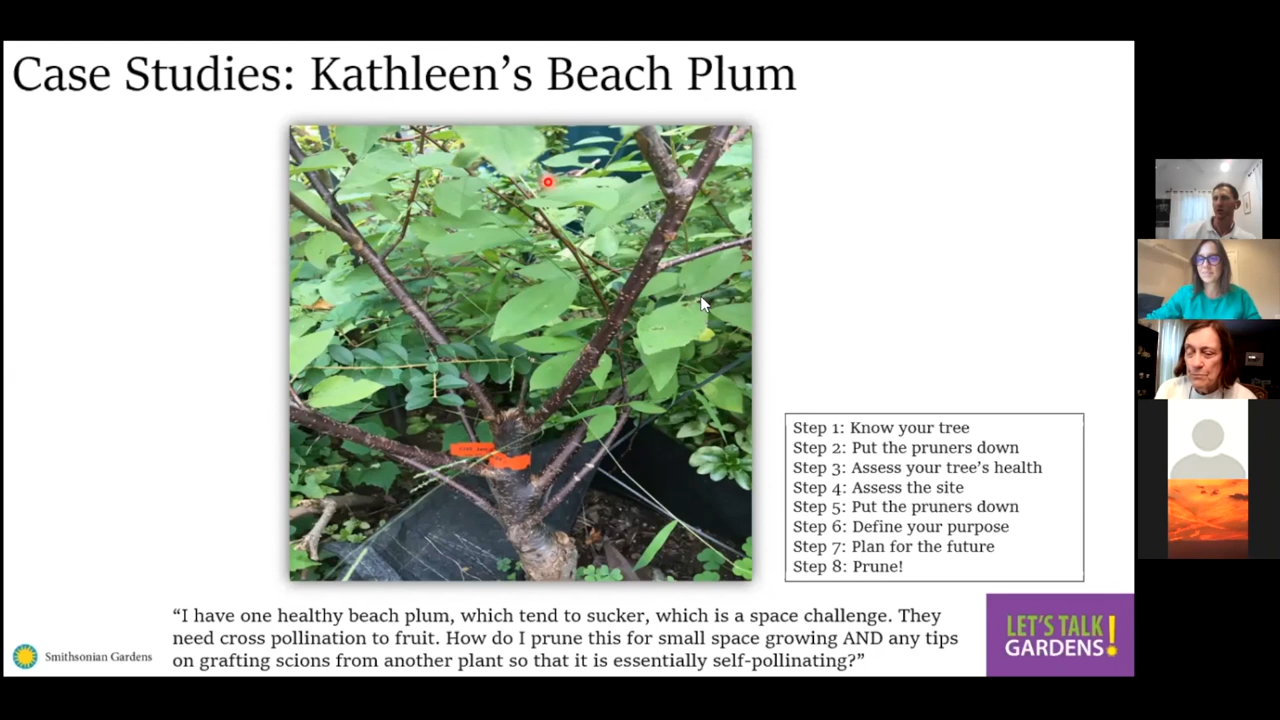 Case Studies: Kathleen's Beach Plum
Step 1: Know your tree
Step 2: Put the pruners down
Step 3: Assess your tree's health
Step 4: Assess the site
Step 5: Put the pruners down
Step 6: Define your purpose
Step 7: Plan for the future
Step 8: Prune!
“I have one healthy beach plum, which tend to sucker, which is a space challenge. They
need cross pollination to fruit. How do I prune this for small space growing AND any tips
on grafting scions from another plant so that it is essentially self-pollinating?”
Smithsonian Gardens
LET'S TALK
GARDENS!